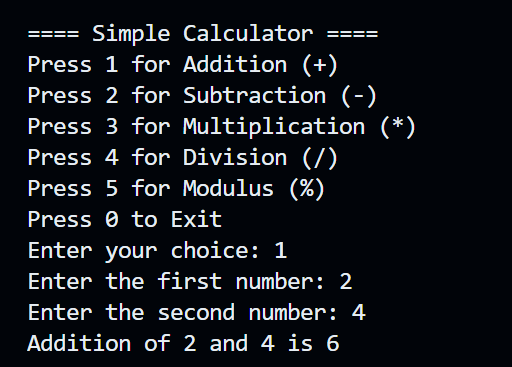 ==== Simple Calculator ====
Press 1 for Addition (+)
Press 2 for Subtraction (-)
Press 3 for Multiplication (*)
Press 4 for Division (/)
Press 5 for Modulus (%)
Press 0 to Exit
Enter your choice: 1
Enter the first number: 2
Enter the second number: 4
Addition of 2 and 4 is 6